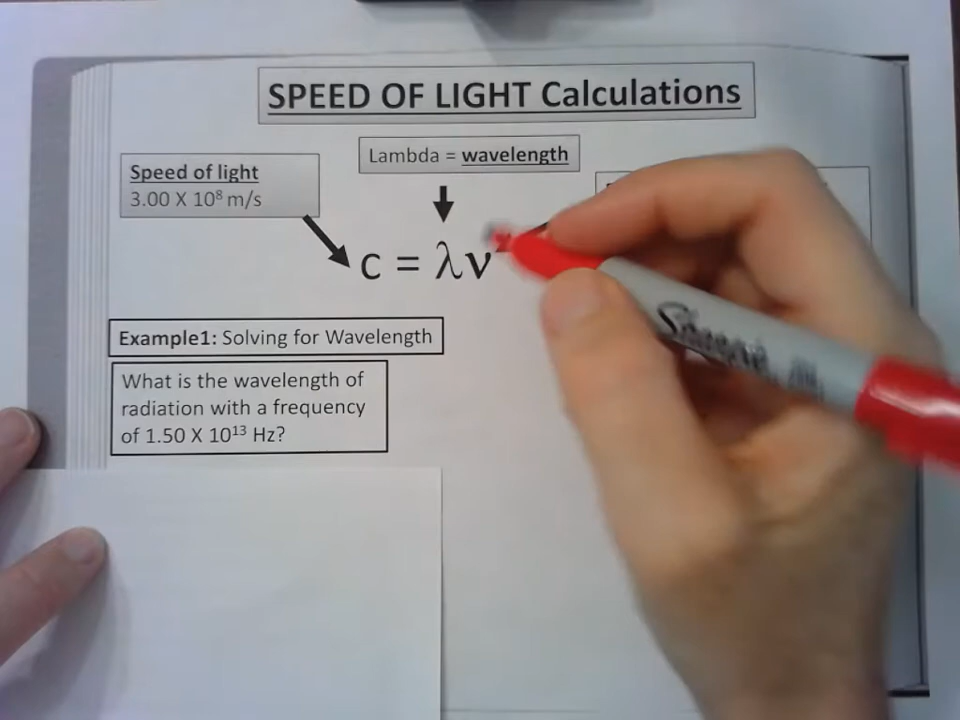 SPEED OF LIGHT Calculations
Lambda = wavelength
Speed of light
3.00 X 10⁸ m/s
c = λν
Example1: Solving for Wavelength
What is the wavelength of
radiation with a frequency
of 1.50 X 10¹³ Hz?
Sharpie